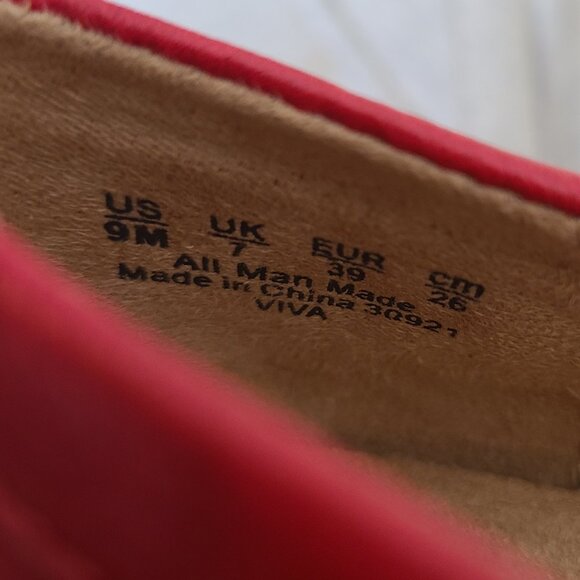 US UK EUR cm
9M 7 39 26
All Man Made
Made in China 30921
VIVA